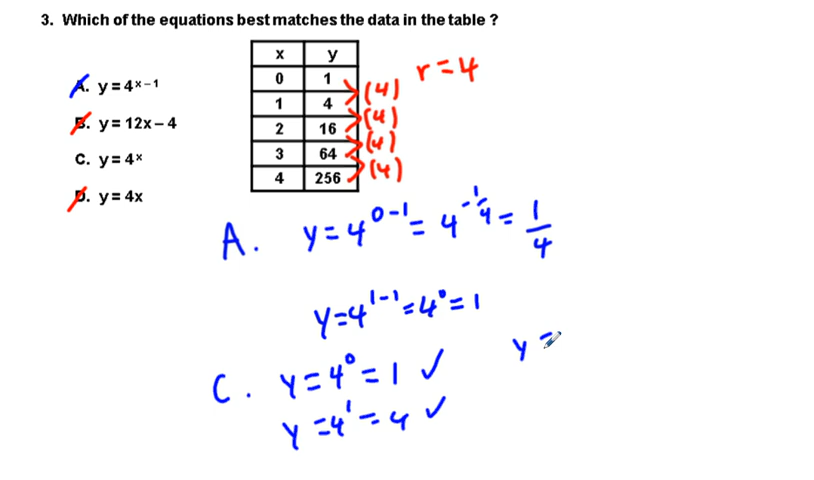 3. Which of the equations best matches the data in the table ?
A. y = 4ˣ⁻¹
B. y = 12x – 4
C. y = 4ˣ
D. y = 4x
x y
0 1
1 4
2 16
3 64
4 256
(4)
(4)
(4)
(4)
r = 4
A. y = 4⁰⁻¹ = 4⁻¹ᐟ⁴ = 1/4
y = 4¹⁻¹ = 4⁰ = 1
C. y = 4⁰ = 1 ✓
y = 4¹ = 4 ✓
y =